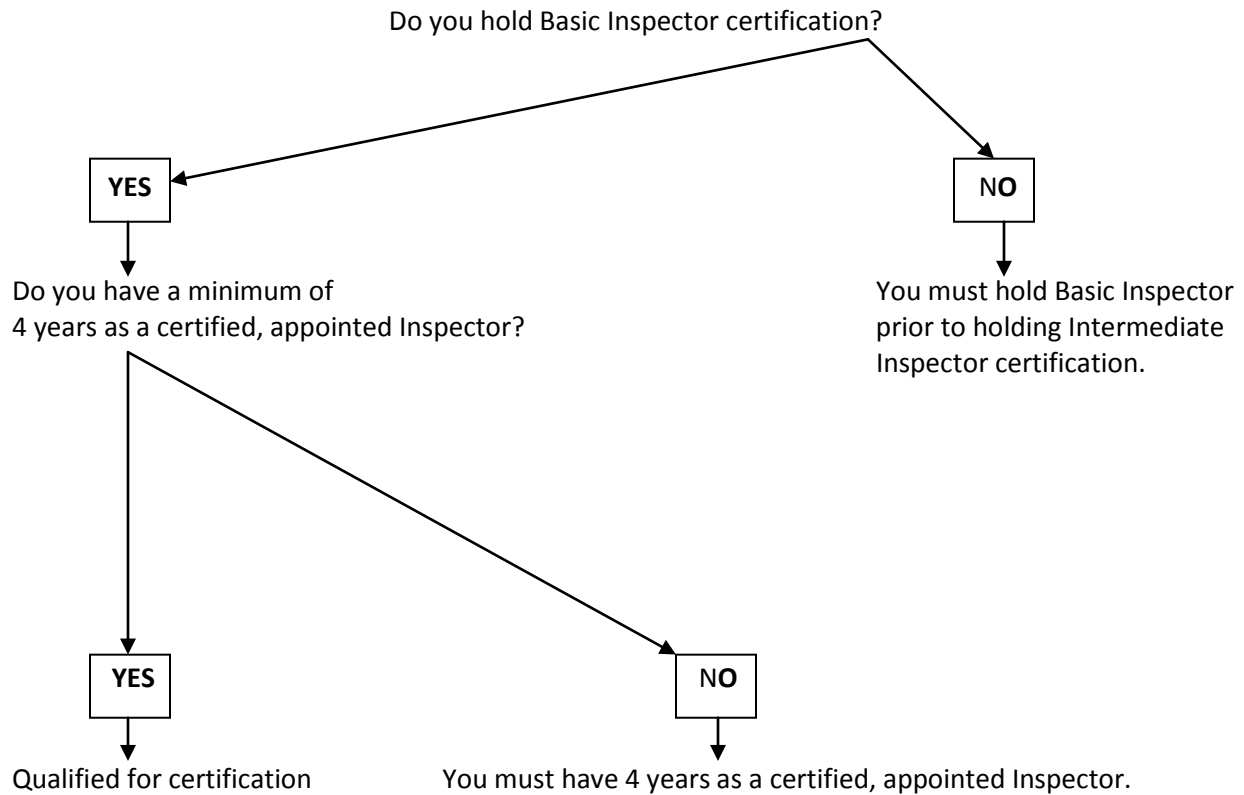 Do you hold Basic Inspector certification?
YES
NO
Do you have a minimum of
4 years as a certified, appointed Inspector?
You must hold Basic Inspector
prior to holding Intermediate
Inspector certification.
YES
NO
Qualified for certification
You must have 4 years as a certified, appointed Inspector.